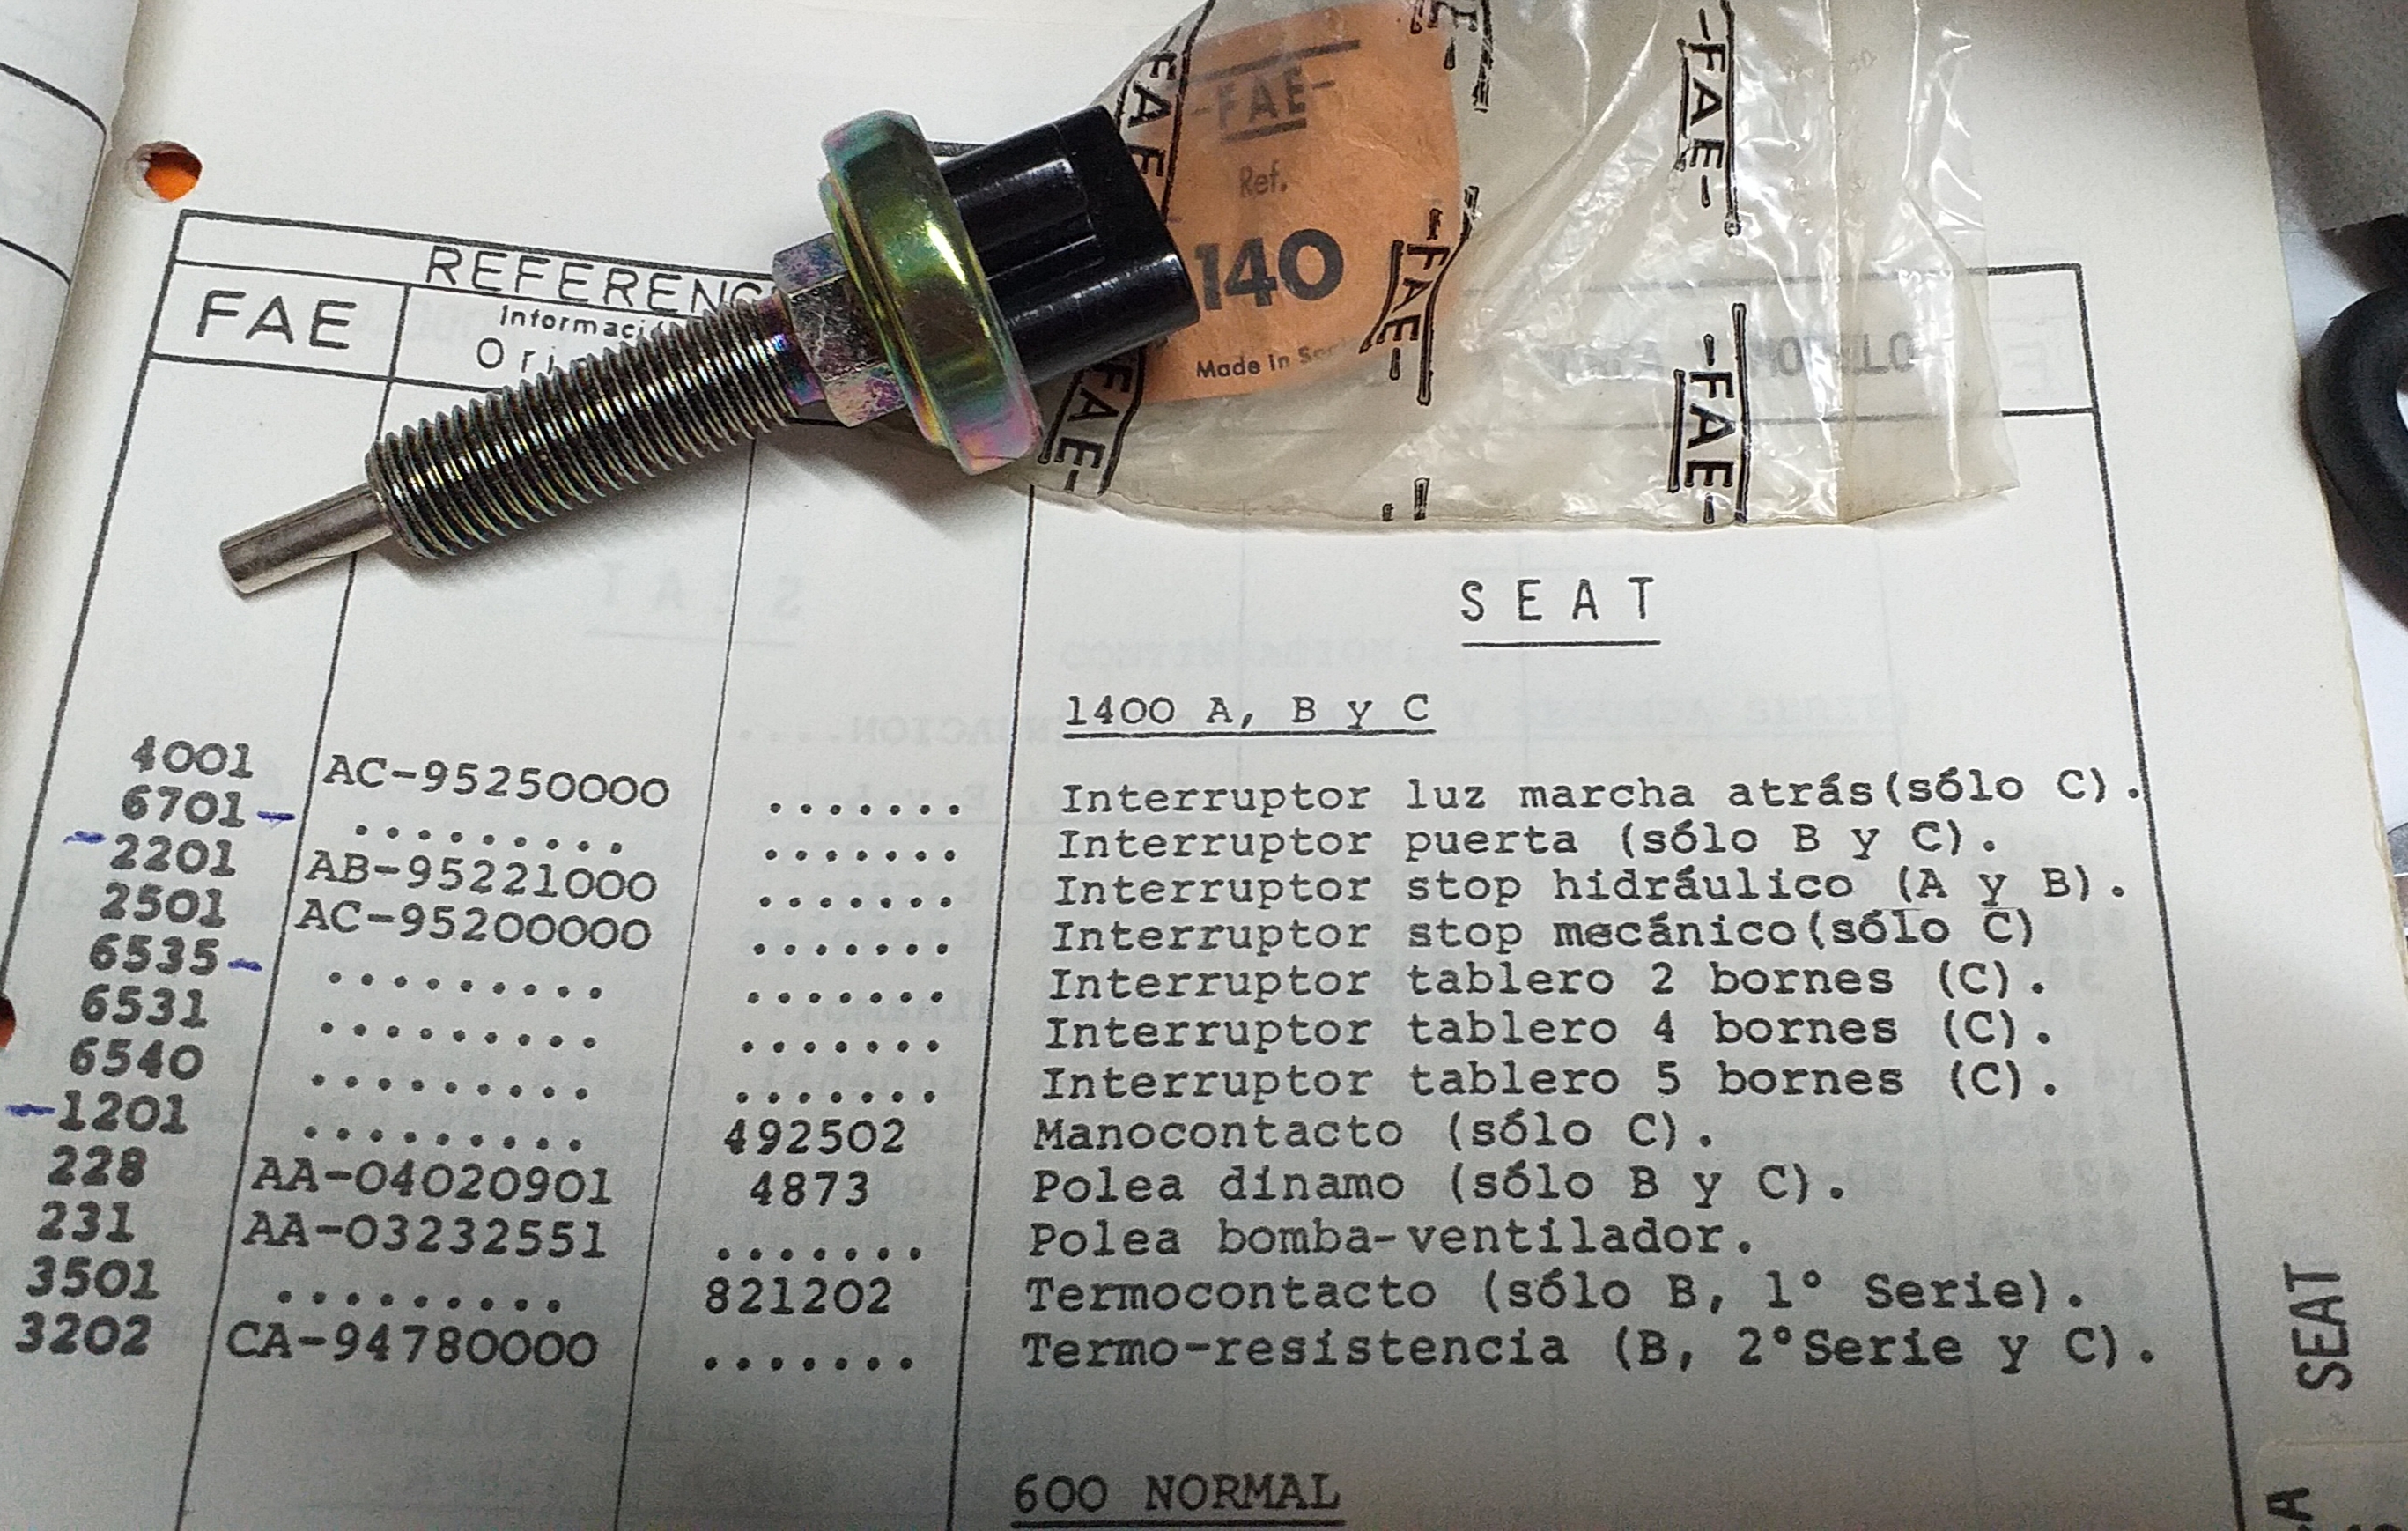 -FAE-
Ref.
140
Made in
-FAE-
-FAE-
-FAE-
-FAE-
FAE
REFERENC
Informaci
Ori
SEAT
1400 A, B y C
4001 AC-95250000 ....... Interruptor luz marcha atrás(sólo C).
6701 ......... ....... Interruptor puerta (sólo B y C).
2201 AB-95221000 ....... Interruptor stop hidráulico (A y B).
2501 AC-95200000 ....... Interruptor stop mecánico(sólo C)
6535 ......... ....... Interruptor tablero 2 bornes (C).
6531 ......... ....... Interruptor tablero 4 bornes (C).
6540 ......... ....... Interruptor tablero 5 bornes (C).
1201 ......... 492502 Manocontacto (sólo C).
228 AA-04020901 4873 Polea dinamo (sólo B y C).
231 AA-03232551 ....... Polea bomba-ventilador.
3501 ......... 821202 Termocontacto (sólo B, 1º Serie).
3202 CA-94780000 ....... Termo-resistencia (B, 2ºSerie y C).
600 NORMAL
SEAT